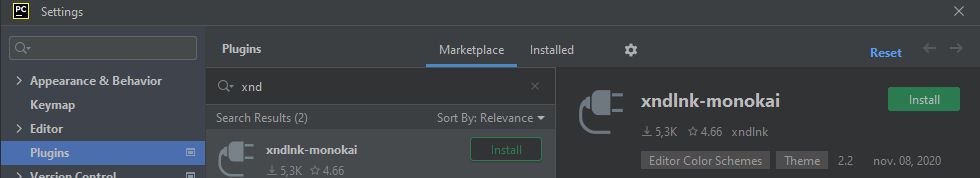 PC Settings
Plugins Marketplace Installed
Reset
Appearance & Behavior
Keymap
Editor
Plugins
Version Control
xnd
Search Results (2) Sort By: Relevance
xndlnk-monokai Install
5,3K 4.66
xndlnk-monokai Install
5,3K 4.66 xndlnk
Editor Color Schemes Theme 2.2 nov. 08, 2020